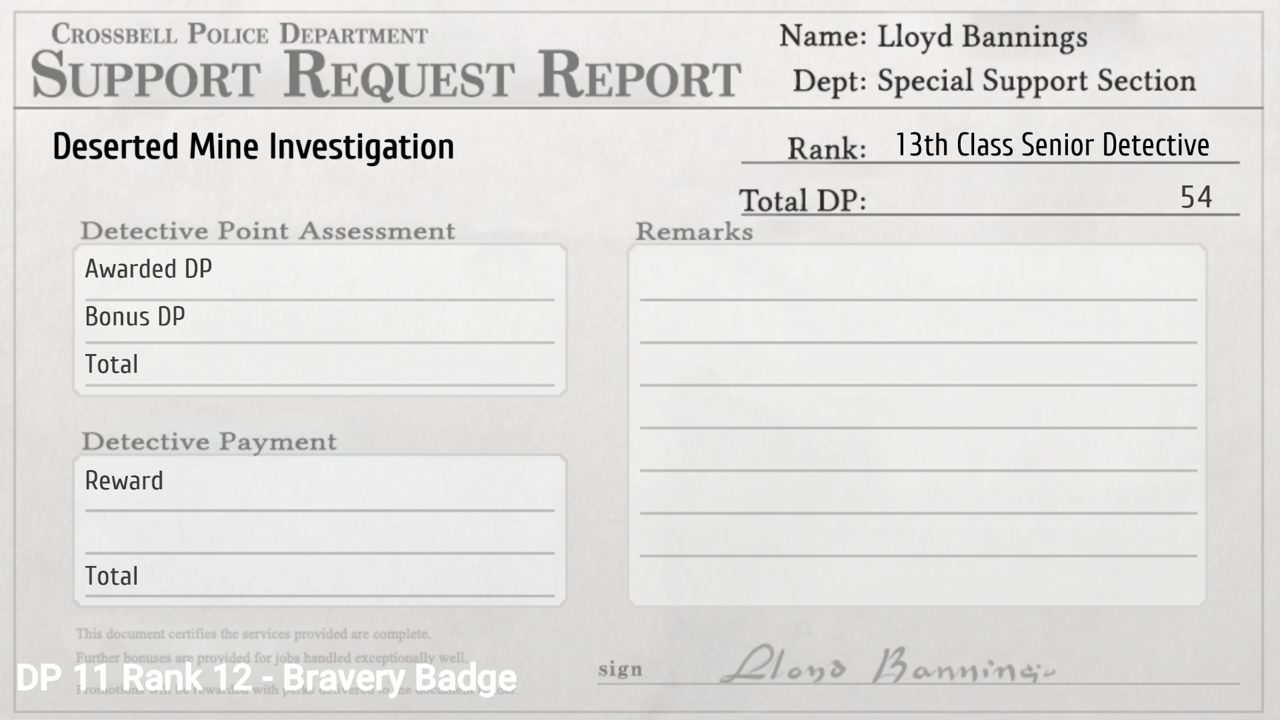 CROSSBELL POLICE DEPARTMENT
SUPPORT REQUEST REPORT
Name: Lloyd Bannings
Dept: Special Support Section
Deserted Mine Investigation
Rank: 13th Class Senior Detective
Total DP: 54
Detective Point Assessment
Awarded DP
Bonus DP
Total
Remarks
Detective Payment
Reward
Total
This document certifies the services provided are complete.
Further bonuses are provided for jobs handled exceptionally well.
DP 11 Rank 12 - Bravery Badge
sign Lloyd Bannings